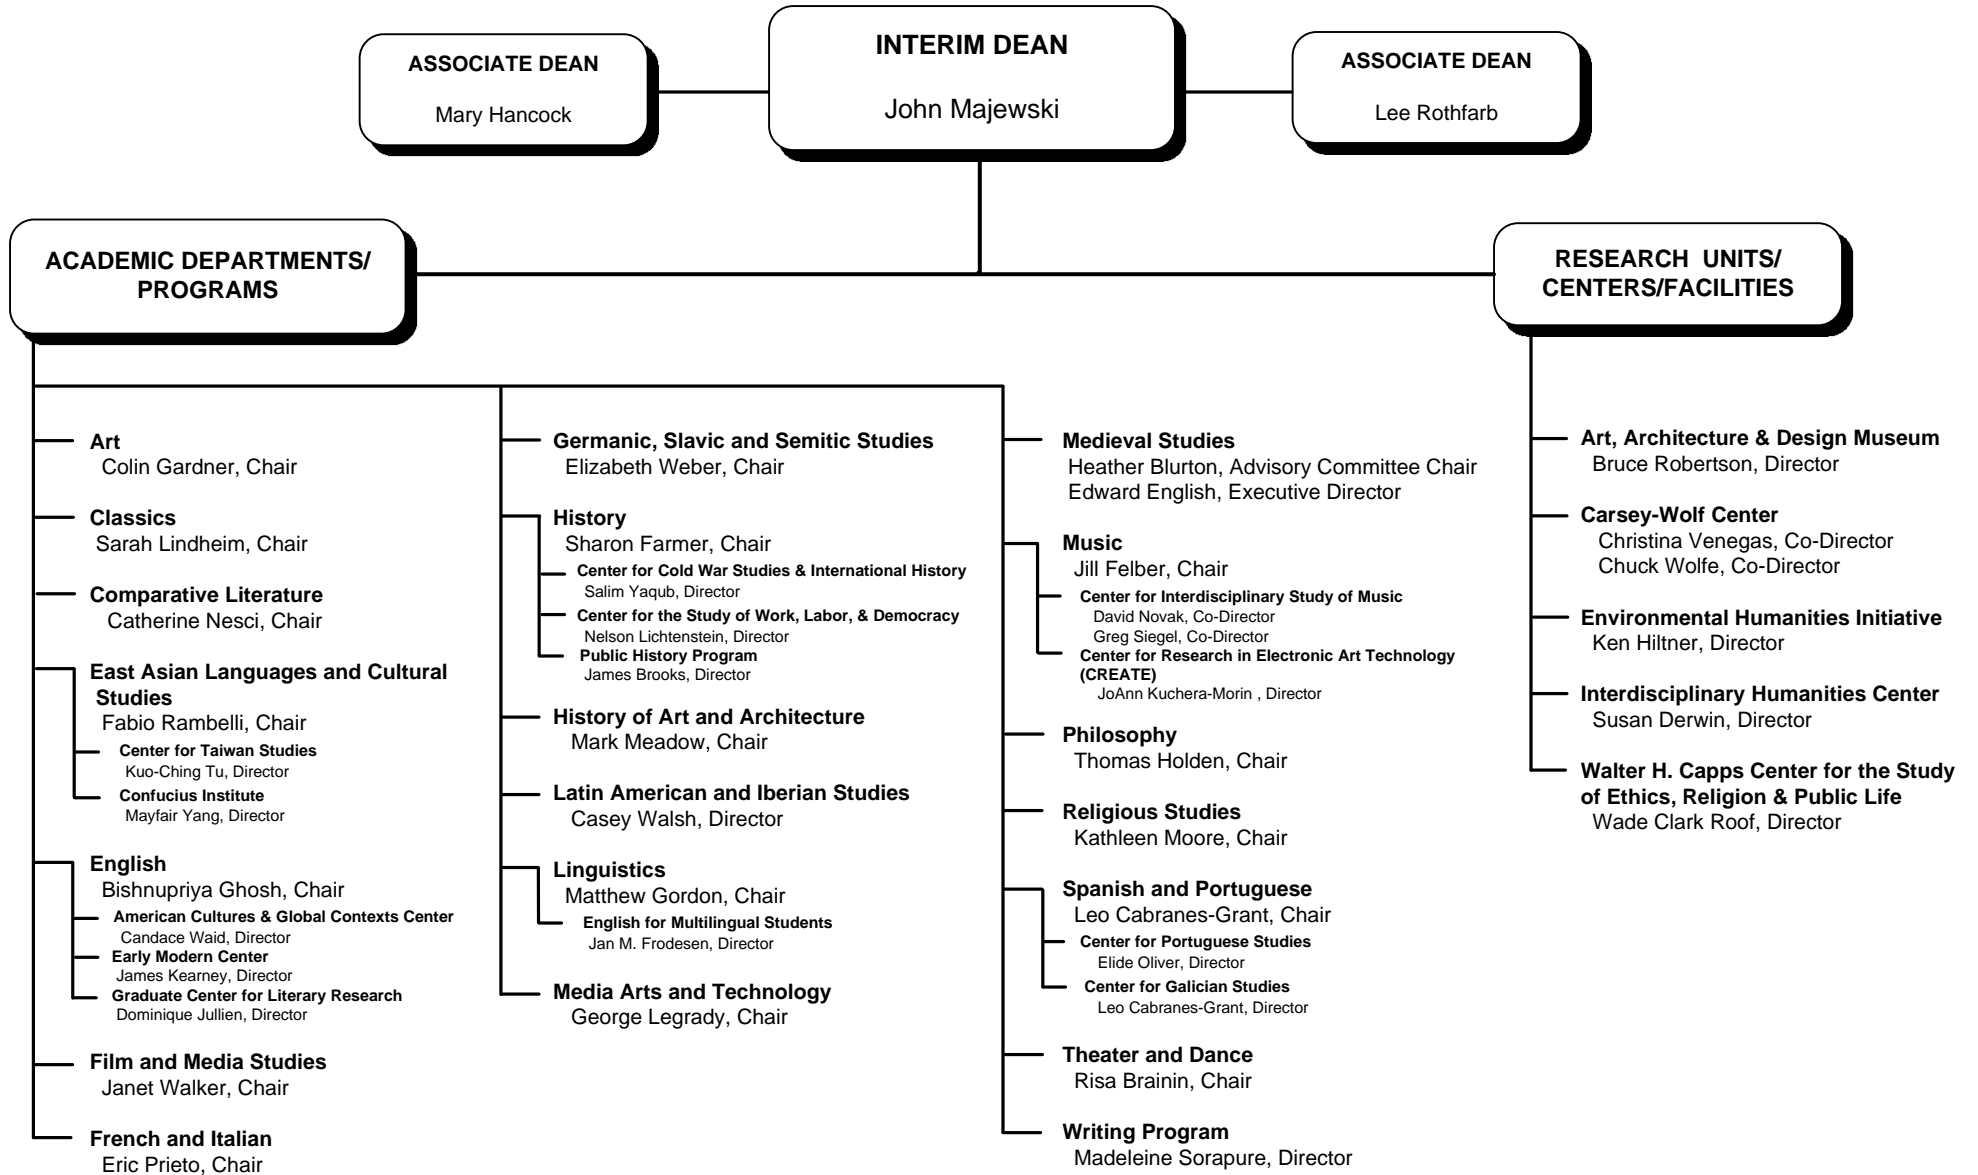 ASSOCIATE DEAN
Mary Hancock
INTERIM DEAN
John Majewski
ASSOCIATE DEAN
Lee Rothfarb
ACADEMIC DEPARTMENTS/
PROGRAMS
RESEARCH UNITS/
CENTERS/FACILITIES
Art
Colin Gardner, Chair
Classics
Sarah Lindheim, Chair
Comparative Literature
Catherine Nesci, Chair
East Asian Languages and Cultural
Studies
Fabio Rambelli, Chair
Center for Taiwan Studies
Kuo-Ching Tu, Director
Confucius Institute
Mayfair Yang, Director
English
Bishnupriya Ghosh, Chair
American Cultures & Global Contexts Center
Candace Waid, Director
Early Modern Center
James Kearney, Director
Graduate Center for Literary Research
Dominique Jullien, Director
Film and Media Studies
Janet Walker, Chair
French and Italian
Eric Prieto, Chair
Germanic, Slavic and Semitic Studies
Elizabeth Weber, Chair
History
Sharon Farmer, Chair
Center for Cold War Studies & International History
Salim Yaqub, Director
Center for the Study of Work, Labor, & Democracy
Nelson Lichtenstein, Director
Public History Program
James Brooks, Director
History of Art and Architecture
Mark Meadow, Chair
Latin American and Iberian Studies
Casey Walsh, Director
Linguistics
Matthew Gordon, Chair
English for Multilingual Students
Jan M. Frodesen, Director
Media Arts and Technology
George Legrady, Chair
Medieval Studies
Heather Blurton, Advisory Committee Chair
Edward English, Executive Director
Music
Jill Felber, Chair
Center for Interdisciplinary Study of Music
David Novak, Co-Director
Greg Siegel, Co-Director
Center for Research in Electronic Art Technology
(CREATE)
JoAnn Kuchera-Morin , Director
Philosophy
Thomas Holden, Chair
Religious Studies
Kathleen Moore, Chair
Spanish and Portuguese
Leo Cabranes-Grant, Chair
Center for Portuguese Studies
Elide Oliver, Director
Center for Galician Studies
Leo Cabranes-Grant, Director
Theater and Dance
Risa Brainin, Chair
Writing Program
Madeleine Sorapure, Director
Art, Architecture & Design Museum
Bruce Robertson, Director
Carsey-Wolf Center
Christina Venegas, Co-Director
Chuck Wolfe, Co-Director
Environmental Humanities Initiative
Ken Hiltner, Director
Interdisciplinary Humanities Center
Susan Derwin, Director
Walter H. Capps Center for the Study
of Ethics, Religion & Public Life
Wade Clark Roof, Director